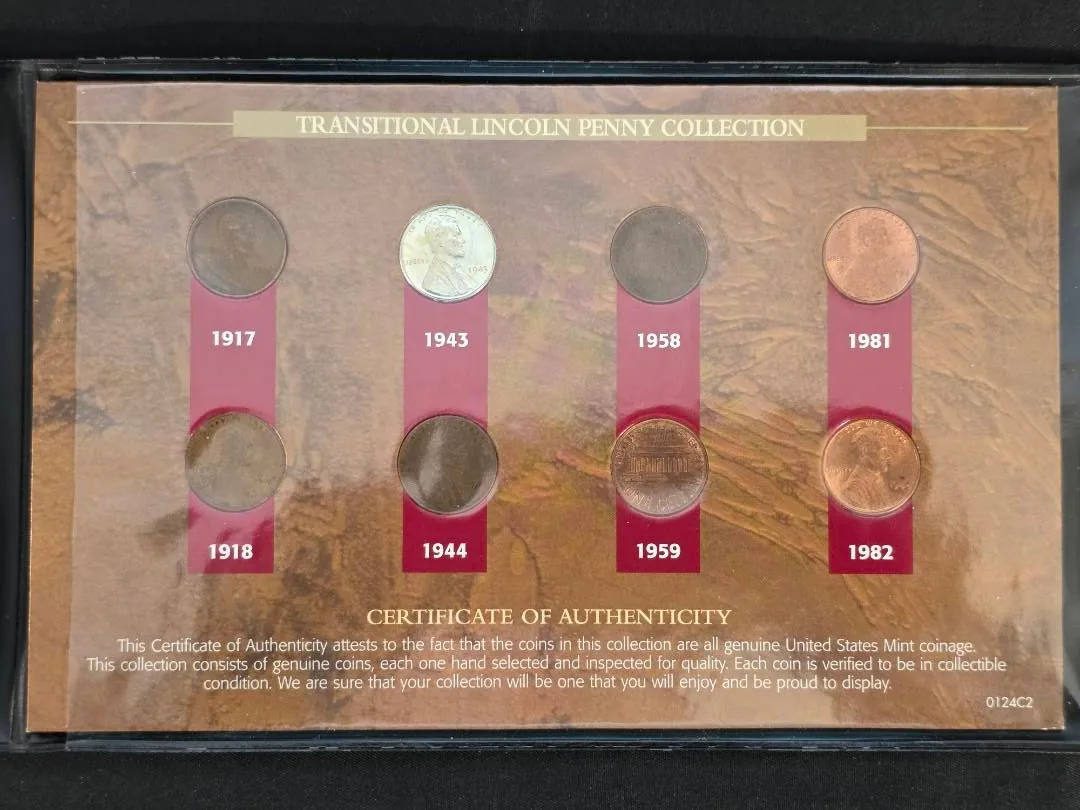 TRANSITIONAL LINCOLN PENNY COLLECTION
LIBERTY
1943
1917
1943
1958
1981
1918
1944
1959
1982
CERTIFICATE OF AUTHENTICITY
This Certificate of Authenticity attests to the fact that the coins in this collection are all genuine United States Mint coinage.
This collection consists of genuine coins, each one hand selected and inspected for quality. Each coin is verified to be in collectible
condition. We are sure that your collection will be one that you will enjoy and be proud to display.
0124C2